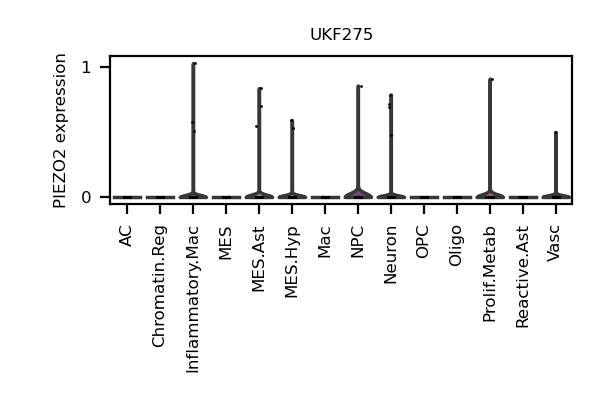 UKF275
PIEZO2 expression
1
0
AC
Chromatin.Reg
Inflammatory.Mac
MES
MES.Ast
MES.Hyp
Mac
NPC
Neuron
OPC
Oligo
Prolif.Metab
Reactive.Ast
Vasc